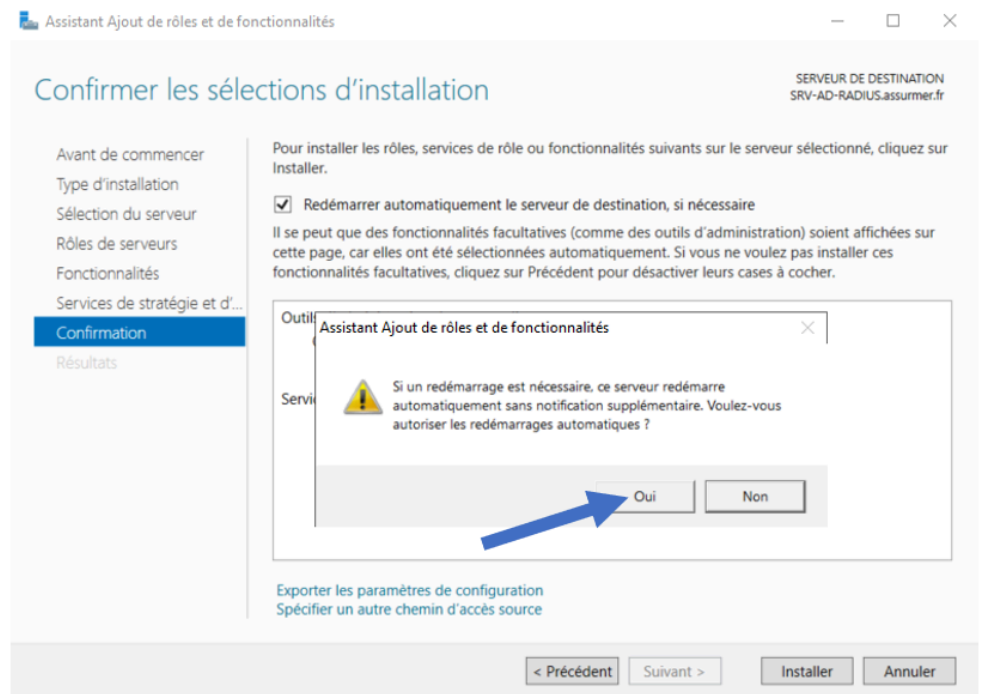 Assistant Ajout de rôles et de fonctionnalités
Confirmer les sélections d'installation
SERVEUR DE DESTINATION
SRV-AD-RADIUS.assurmer.fr
Avant de commencer
Type d'installation
Sélection du serveur
Rôles de serveurs
Fonctionnalités
Services de stratégie et d'...
Confirmation
Résultats
Pour installer les rôles, services de rôle ou fonctionnalités suivants sur le serveur sélectionné, cliquez sur
Installer.
Redémarrer automatiquement le serveur de destination, si nécessaire
Il se peut que des fonctionnalités facultatives (comme des outils d'administration) soient affichées sur
cette page, car elles ont été sélectionnées automatiquement. Si vous ne voulez pas installer ces
fonctionnalités facultatives, cliquez sur Précédent pour désactiver leurs cases à cocher.
Assistant Ajout de rôles et de fonctionnalités
Si un redémarrage est nécessaire, ce serveur redémarre
automatiquement sans notification supplémentaire. Voulez-vous
autoriser les redémarrages automatiques ?
Oui
Non
Exporter les paramètres de configuration
Spécifier un autre chemin d'accès source
< Précédent
Suivant >
Installer
Annuler